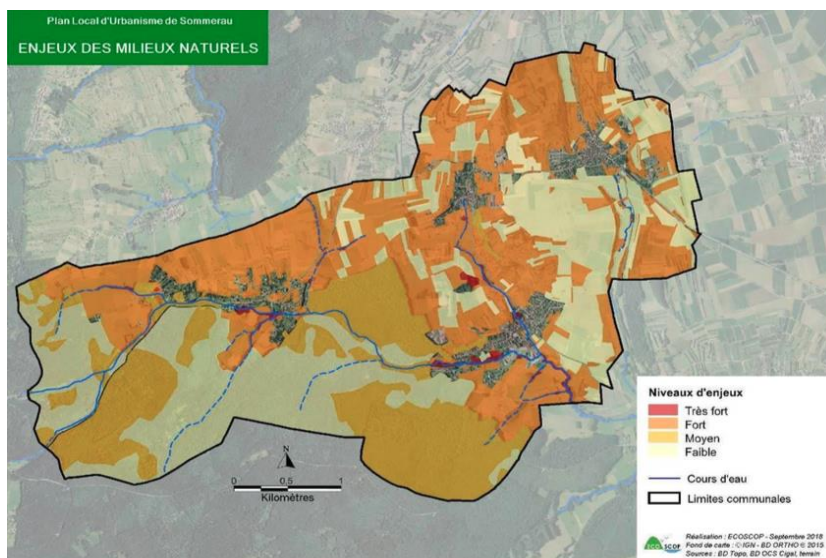 Plan Local d'Urbanisme de Sommerau
ENJEUX DES MILIEUX NATURELS
N
0 0.5 1
Kilomètres
Niveaux d'enjeux
Très fort
Fort
Moyen
Faible
Cours d'eau
Limites communales
ECOSCOP
Réalisation : ECOSCOP - Septembre 2018
Fond de carte : © IGN - BD ORTHO © 2015
Sources : BD Topo, BD OCS Cigal, terrain